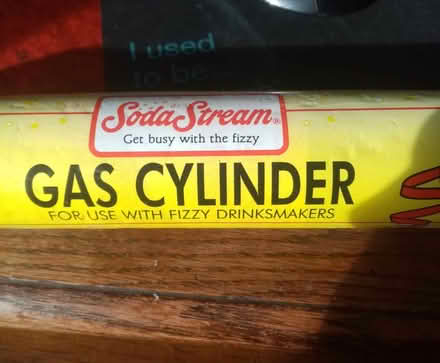 I used
to be
SodaStream®
Get busy with the fizzy
GAS CYLINDER
FOR USE WITH FIZZY DRINKSMAKERS